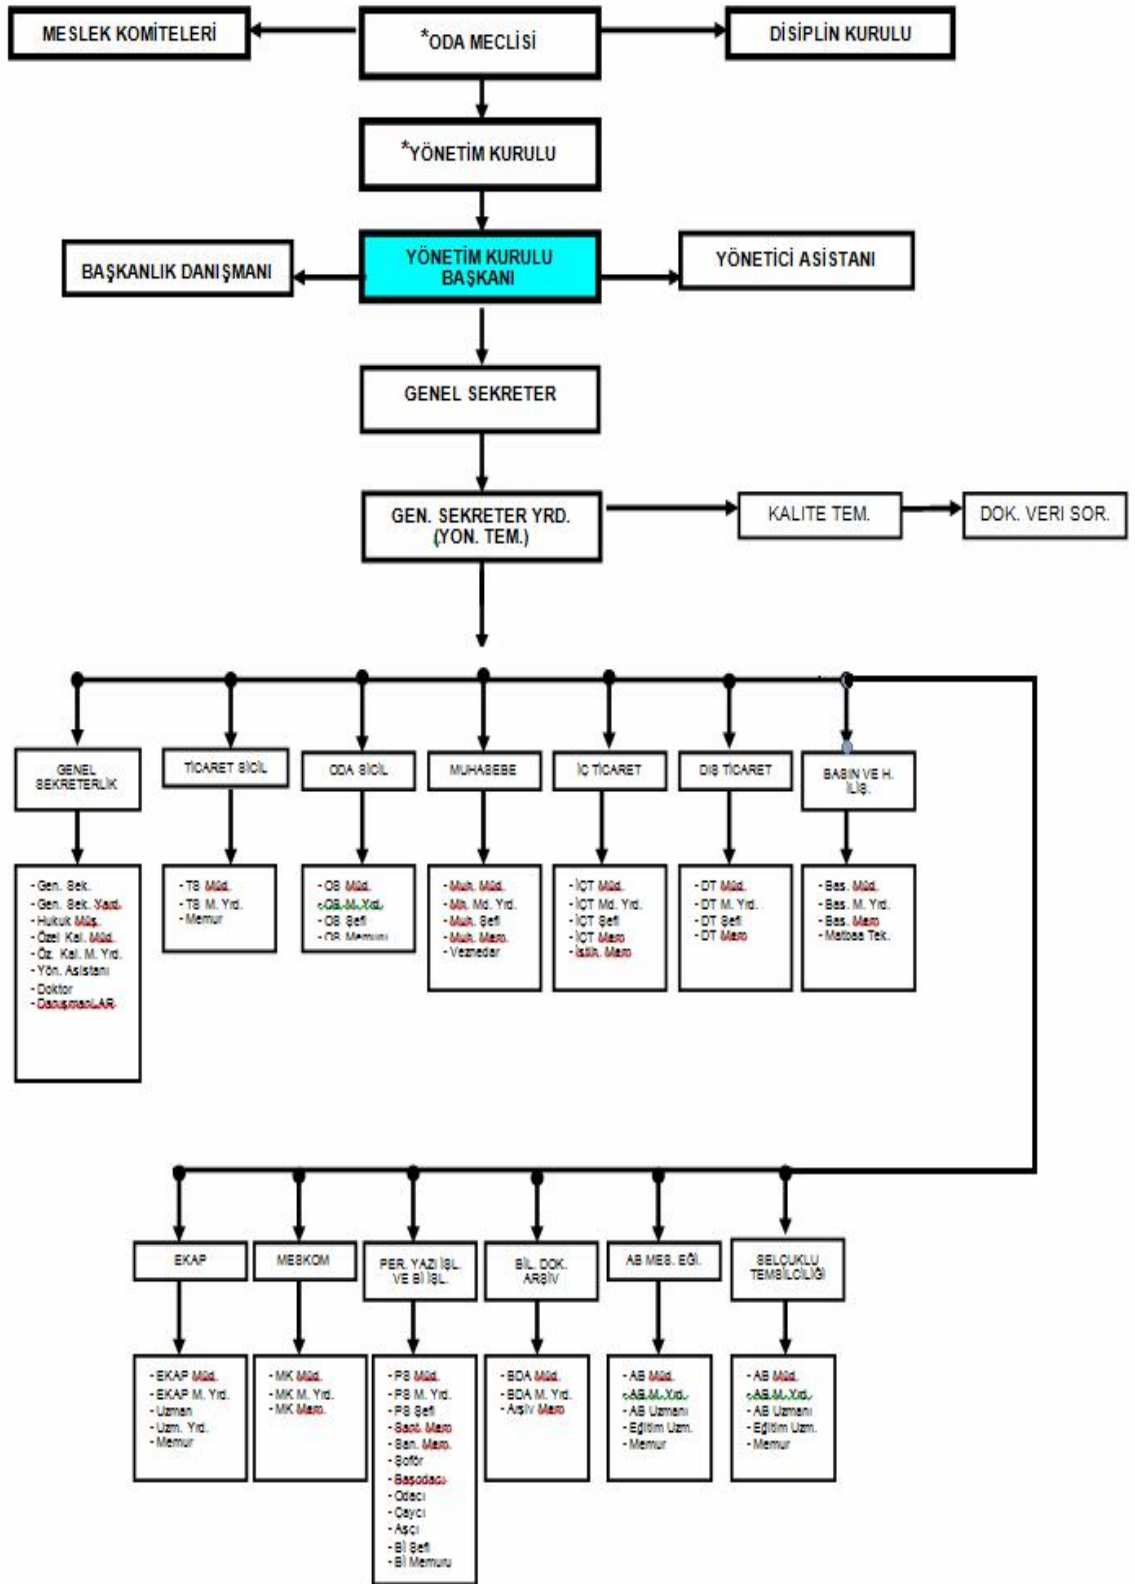 MESLEK KOMİTELERİ
*ODA MECLİSİ
DİSİPLİN KURULU
*YÖNETİM KURULU
BAŞKANLIK DANIŞMANI
YÖNETİM KURULU
BAŞKANI
YÖNETİCİ ASİSTANI
GENEL SEKRETER
GEN. SEKRETER YRD.
(YON. TEM.)
KALITE TEM.
DOK. VERI SOR.
GENEL
SEKRETERLİK
TİCARET SİCİL
ODA SİCİL
MUHASEBE
İÇ TİCARET
DIŞ TİCARET
BASIN VE H.
İLİŞ.
- Gen. Sek.
- Gen. Sek. Yard.
- Hukuk Müş.
- Özel Kal. Müd.
- Öz. Kal. M. Yrd.
- Yön. Asistanı
- Doktor
- DanışmanLAR
- TS Müd.
- TS M. Yrd.
- Memur
- OS Müd.
- OS M. Yrd.
- OS Şefi
- OS Memuru
- Muh. Müd.
- Mh. Md. Yrd.
- Muh. Şefi
- Muh. Mem.
- Veznedar
- İÇT Müd.
- İÇT Md. Yrd.
- İÇT Şefi
- İÇT Mem
- İstih. Mem
- DT Müd.
- DT M. Yrd.
- DT Şefi
- DT Mem
- Bas. Müd.
- Bas. M. Yrd.
- Bas. Mem
- Matbaa Tek.
EKAP
MESKOM
PER. YAZI İŞL.
VE Bİ İŞL.
BİL. DOK.
ARŞİV
AB MES. EĞİ.
SELÇUKLU
TEMSİLCİLİĞİ
- EKAP Müd.
- EKAP M. Yrd.
- Uzman
- Uzm. Yrd.
- Memur
- MK Müd.
- MK M. Yrd.
- MK Mem.
- PS Müd.
- PS M. Yrd.
- PS Şefi
- Sant. Mem
- San. Mem.
- Şoför
- Başodacı
- Odacı
- Çaycı
- Aşçı
- Bİ Şefi
- Bİ Memuru
- BDA Müd.
- BDA M. Yrd.
- Arşiv Mem
- AB Müd.
- AB M. Yrd.
- AB Uzmanı
- Eğitim Uzm.
- Memur
- AB Müd.
- AB M. Yrd.
- AB Uzmanı
- Eğitim Uzm.
- Memur